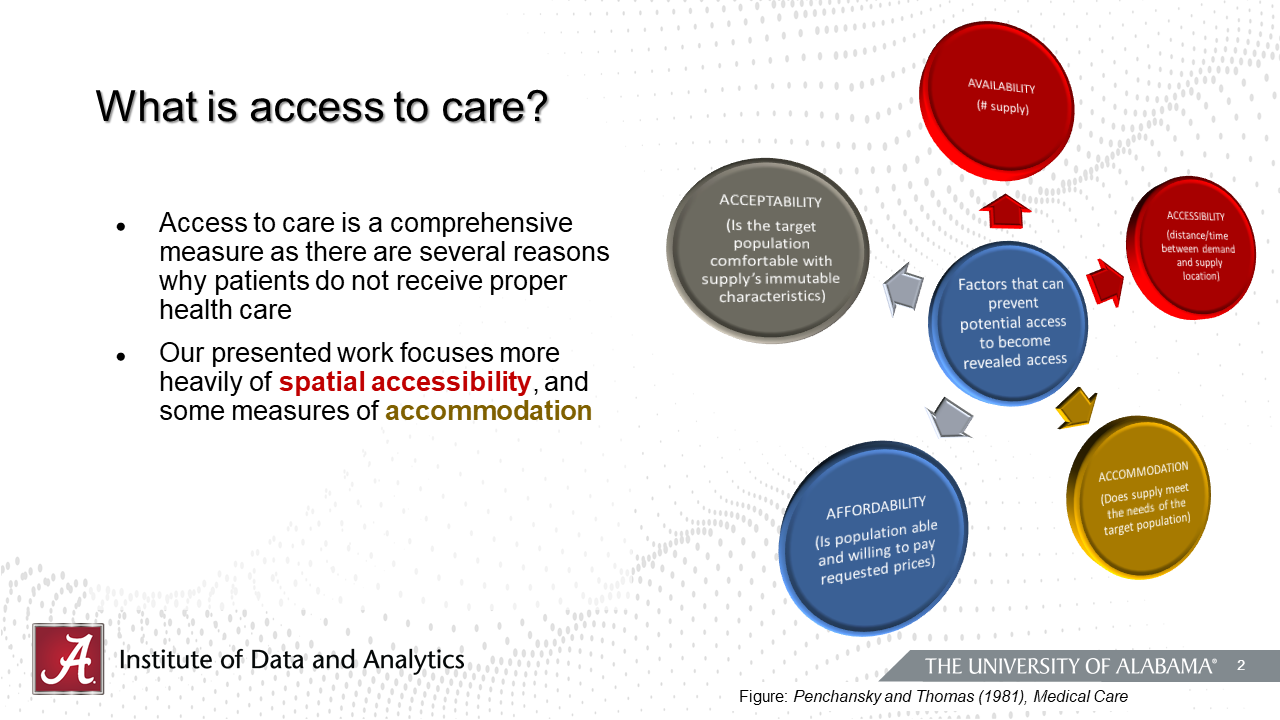 What is access to care?
● Access to care is a comprehensive
measure as there are several reasons
why patients do not receive proper
health care
● Our presented work focuses more
heavily of spatial accessibility, and
some measures of accommodation
AVAILABILITY
(# supply)
ACCESSIBILITY
(distance/time
between demand
and supply
location)
ACCEPTABILITY
(Is the target
population
comfortable with
supply's immutable
characteristics)
Factors that can
prevent
potential access
to become
revealed access
ACCOMMODATION
(Does supply meet
the needs of the
target population)
AFFORDABILITY
(Is population able
and willing to pay
requested prices)
A
Institute of Data and Analytics
THE UNIVERSITY OF ALABAMA® 2
Figure: Penchansky and Thomas (1981), Medical Care